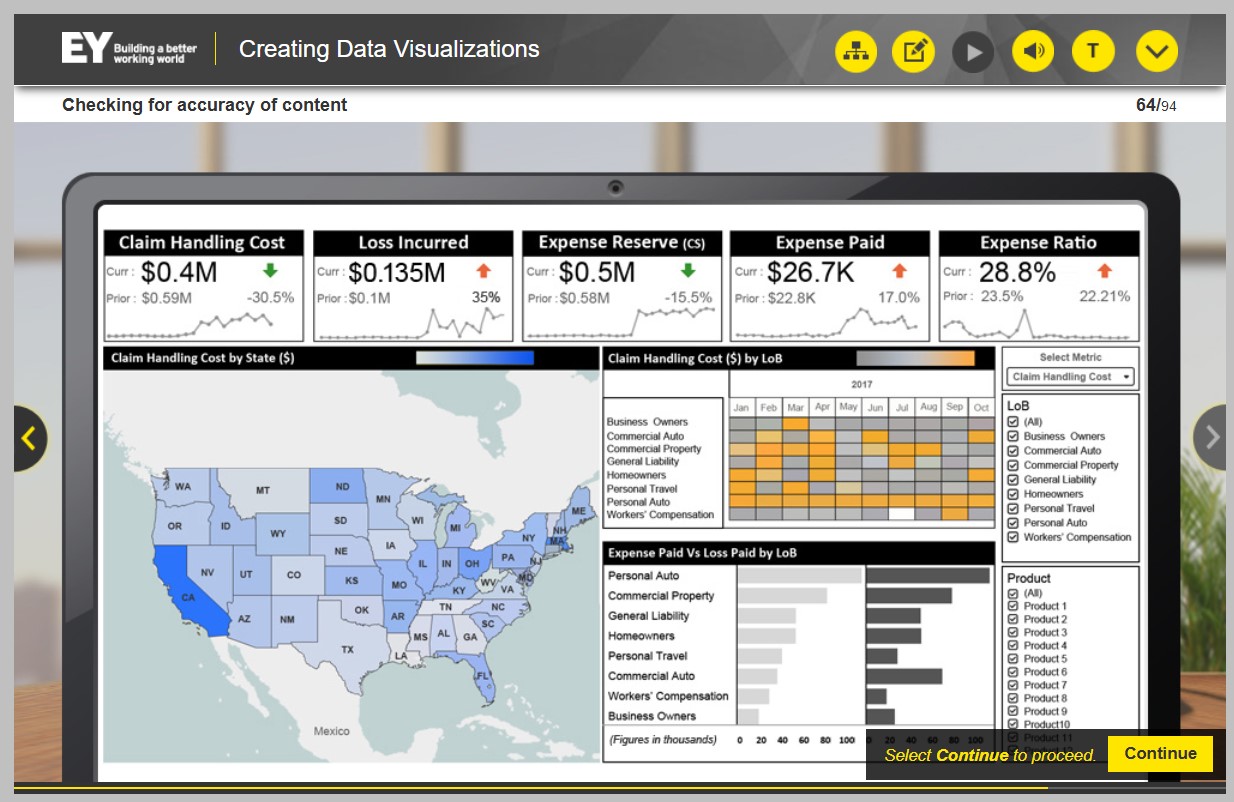 EY Building a better working world
Creating Data Visualizations
T
Checking for accuracy of content
64/94
Claim Handling Cost
Curr : $0.4M
Prior : $0.59M -30.5%
Loss Incurred
Curr : $0.135M
Prior : $0.1M 35%
Expense Reserve (CS)
Curr : $0.5M
Prior : $0.58M -15.5%
Expense Paid
Curr : $26.7K
Prior : $22.8K 17.0%
Expense Ratio
Curr : 28.8%
Prior : 23.5% 22.21%
Claim Handling Cost by State ($)
WA
MT
ND
MN
ME
OR
ID
WY
SD
WI
MI
NY
NH
MA
NV
UT
CO
NE
IA
IL
IN
OH
PA
NJ
CA
KS
MO
KY
WV
VA
MD
AZ
NM
OK
AR
TN
NC
SC
TX
LA
MS
AL
GA
FL
Mexico
Claim Handling Cost ($) by LoB
2017
Jan Feb Mar Apr May Jun Jul Aug Sep Oct
Business Owners
Commercial Auto
Commercial Property
General Liability
Homeowners
Personal Travel
Personal Auto
Workers' Compensation
Expense Paid Vs Loss Paid by LoB
Personal Auto
Commercial Property
General Liability
Homeowners
Personal Travel
Commercial Auto
Workers' Compensation
Business Owners
(Figures in thousands) 0 20 40 60 80 100 0 20 40 60 80 100
Select Metric
Claim Handling Cost
LoB
(All)
Business Owners
Commercial Auto
Commercial Property
General Liability
Homeowners
Personal Travel
Personal Auto
Workers' Compensation
Product
(All)
Product 1
Product 2
Product 3
Product 4
Product 5
Product 6
Product 7
Product 8
Product 9
Product10
Product 11
Select Continue to proceed.
Continue